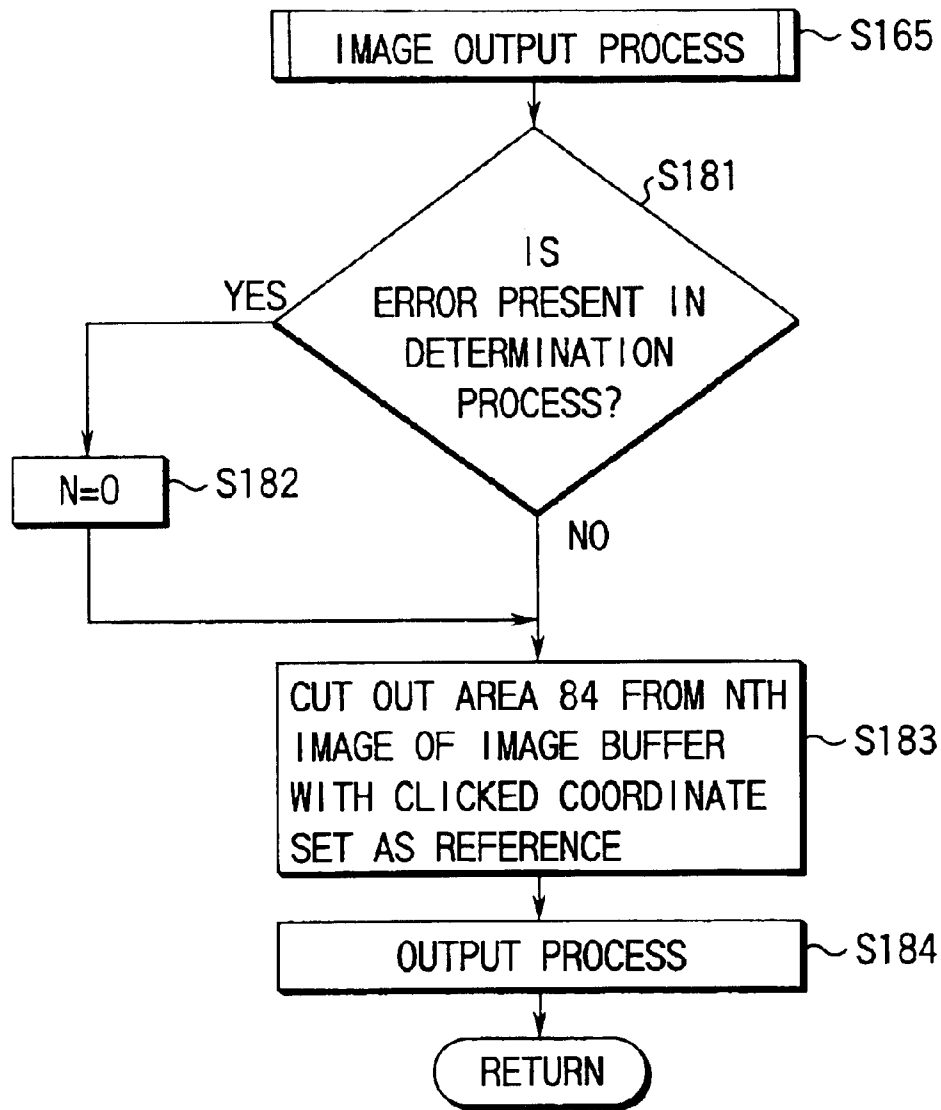 IMAGE OUTPUT PROCESS
S165
S181
IS
ERROR PRESENT IN
DETERMINATION
PROCESS?
YES
N=0
S182
NO
CUT OUT AREA 84 FROM NTH
IMAGE OF IMAGE BUFFER
WITH CLICKED COORDINATE
SET AS REFERENCE
S183
OUTPUT PROCESS
S184
RETURN